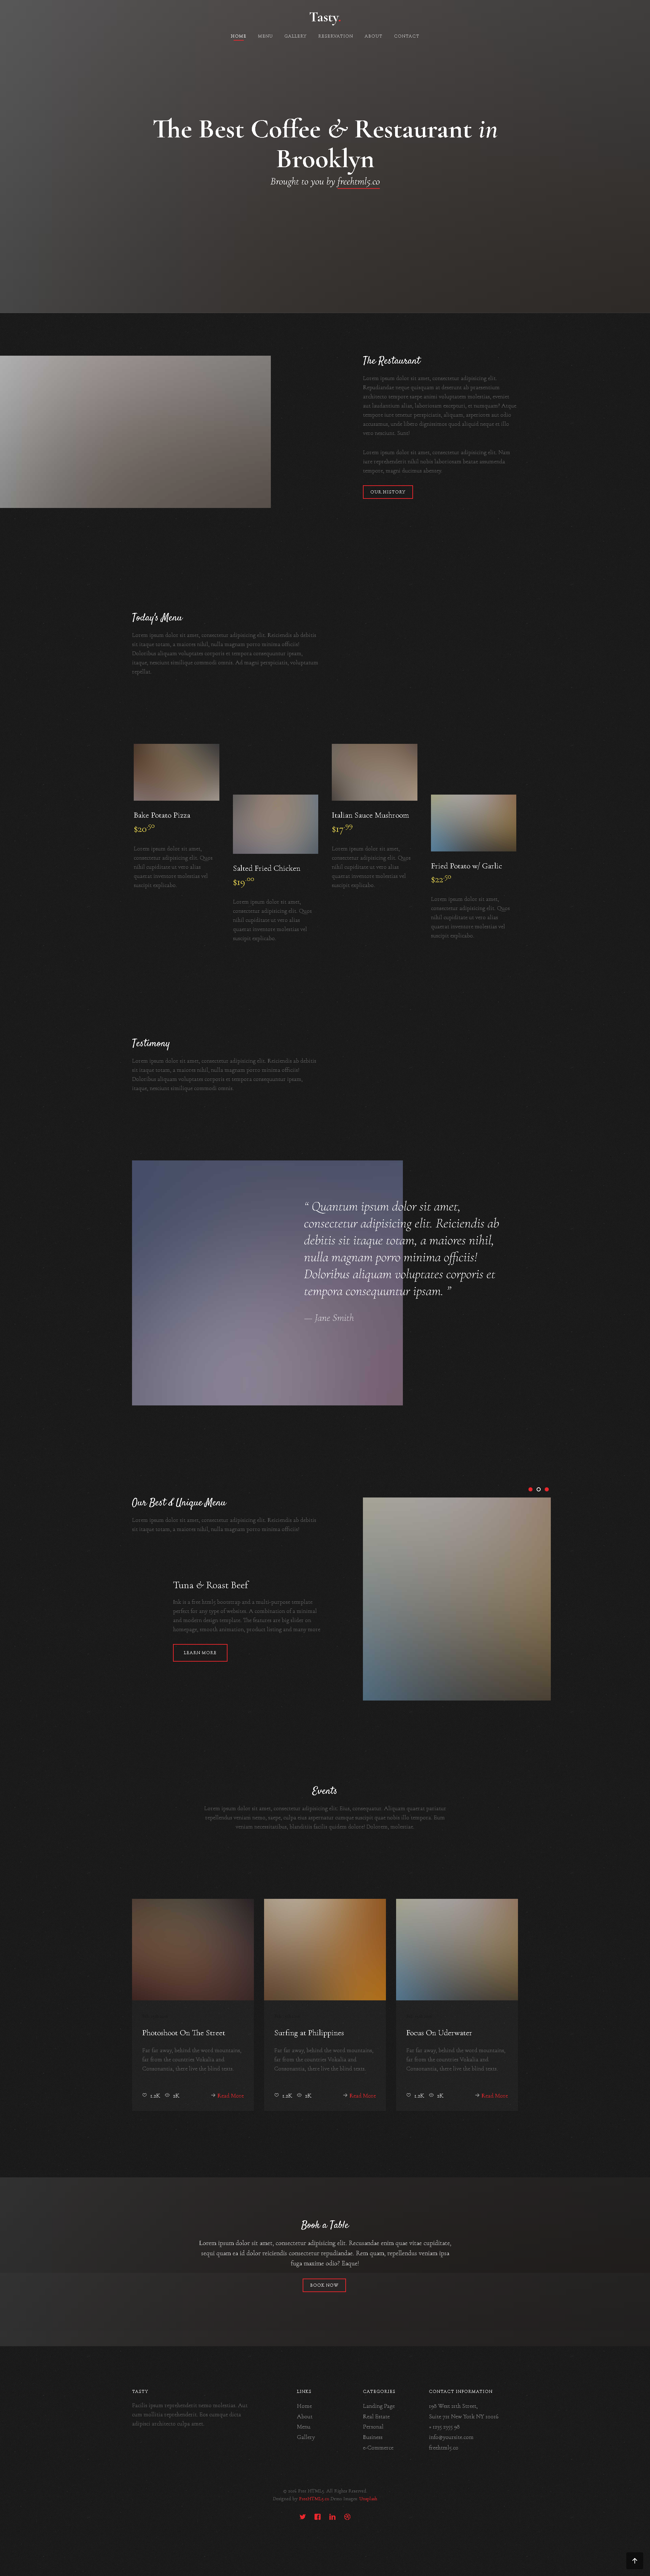 Tasty.
HOME MENU GALLERY RESERVATION ABOUT CONTACT
The Best Coffee & Restaurant in
Brooklyn
Brought to you by freehtml5.co
The Restaurant
Lorem ipsum dolor sit amet, consectetur adipisicing elit.
Repudiandae neque quisquam at deserunt ab praesentium
architecto tempore saepe animi voluptatem molestias, eveniet
aut laudantium alias, laboriosam excepturi, et numquam? Atque
tempore iure tenetur perspiciatis, aliquam, asperiores aut odio
accusamus, unde libero dignissimos quod aliquid neque et illo
vero nesciunt. Sunt!
Lorem ipsum dolor sit amet, consectetur adipisicing elit. Nam
iure reprehenderit nihil nobis laboriosam beatae assumenda
tempore, magni ducimus abentey.
OUR HISTORY
Today's Menu
Lorem ipsum dolor sit amet, consectetur adipisicing elit. Reiciendis ab debitis
sit itaque totam, a maiores nihil, nulla magnam porro minima officiis!
Doloribus aliquam voluptates corporis et tempora consequuntur ipsam,
itaque, nesciunt similique commodi omnis. Ad magni perspiciatis, voluptatum
repellat.
Bake Potato Pizza
$20.50
Lorem ipsum dolor sit amet,
consectetur adipisicing elit. Quos
nihil cupiditate ut vero alias
quaerat inventore molestias vel
suscipit explicabo.
Salted Fried Chicken
$19.00
Lorem ipsum dolor sit amet,
consectetur adipisicing elit. Quos
nihil cupiditate ut vero alias
quaerat inventore molestias vel
suscipit explicabo.
Italian Sauce Mushroom
$17.99
Lorem ipsum dolor sit amet,
consectetur adipisicing elit. Quos
nihil cupiditate ut vero alias
quaerat inventore molestias vel
suscipit explicabo.
Fried Potato w/ Garlic
$22.50
Lorem ipsum dolor sit amet,
consectetur adipisicing elit. Quos
nihil cupiditate ut vero alias
quaerat inventore molestias vel
suscipit explicabo.
Testimony
Lorem ipsum dolor sit amet, consectetur adipisicing elit. Reiciendis ab debitis
sit itaque totam, a maiores nihil, nulla magnam porro minima officiis!
Doloribus aliquam voluptates corporis et tempora consequuntur ipsam,
itaque, nesciunt similique commodi omnis.
“ Quantum ipsum dolor sit amet,
consectetur adipisicing elit. Reiciendis ab
debitis sit itaque totam, a maiores nihil,
nulla magnam porro minima officiis!
Doloribus aliquam voluptates corporis et
tempora consequuntur ipsam. ”
— Jane Smith
Our Best & Unique Menu
Lorem ipsum dolor sit amet, consectetur adipisicing elit. Reiciendis ab debitis
sit itaque totam, a maiores nihil, nulla magnam porro minima officiis!
Tuna & Roast Beef
Ink is a free html5 bootstrap and a multi-purpose template
perfect for any type of websites. A combination of a minimal
and modern design template. The features are big slider on
homepage, smooth animation, product listing and many more
LEARN MORE
Events
Lorem ipsum dolor sit amet, consectetur adipisicing elit. Eius, consequatur. Aliquam quaerat pariatur
repellendus veniam nemo, saepe, culpa eius aspernatur cumque suscipit quae nobis illo tempora. Eum
veniam necessitatibus, blanditiis facilis quidem dolore! Dolorem, molestiae.
Photoshoot On The Street
Far far away, behind the word mountains,
far from the countries Vokalia and
Consonantia, there live the blind texts.
1.2K 2K Read More
Surfing at Philippines
Far far away, behind the word mountains,
far from the countries Vokalia and
Consonantia, there live the blind texts.
1.2K 2K Read More
Focus On Uderwater
Far far away, behind the word mountains,
far from the countries Vokalia and
Consonantia, there live the blind texts.
1.2K 2K Read More
Book a Table
Lorem ipsum dolor sit amet, consectetur adipisicing elit. Recusandae enim quae vitae cupiditate,
sequi quam ea id dolor reiciendis consectetur repudiandae. Rem quam, repellendus veniam ipsa
fuga maxime odio? Eaque!
BOOK NOW
TASTY
Facilis ipsum reprehenderit nemo molestias. Aut
cum mollitia reprehenderit. Eos cumque dicta
adipisci architecto culpa amet.
LINKS
Home
About
Menu
Gallery
CATEGORIES
Landing Page
Real Estate
Personal
Business
e-Commerce
CONTACT INFORMATION
198 West 21th Street,
Suite 721 New York NY 10016
+ 1235 2355 98
info@yoursite.com
freehtml5.co
© 2016 Free HTML5. All Rights Reserved.
Designed by FreeHTML5.co Demo Images: Unsplash